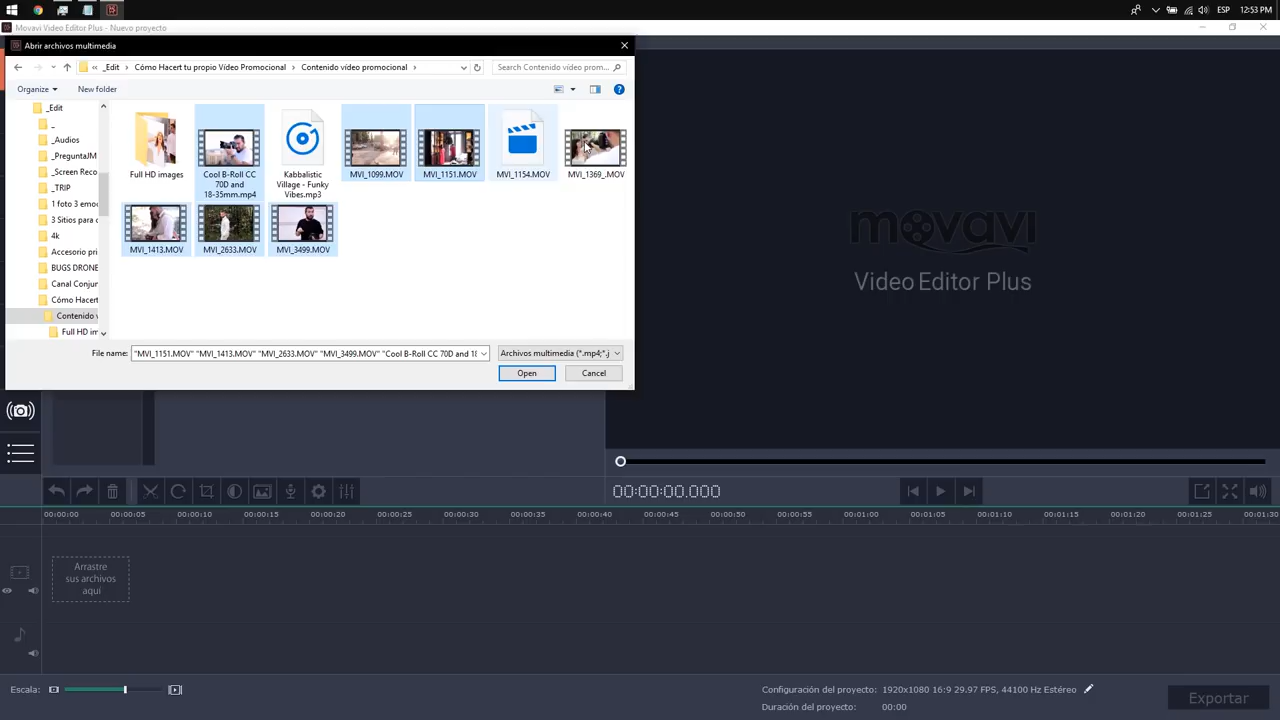 ESP
12:53 PM
Movavi Video Editor Plus - Nuevo proyecto
Abrir archivos multimedia
« _Edit › Cómo Hacert tu propio Vídeo Promocional › Contenido vídeo promocional ›
Search Contenido vídeo prom...
Organize
New folder
_Edit
_
_Audios
_PreguntaJM
_Screen Reco
_TRIP
1 foto 3 emoc
3 Sitios para c
4k
Accesorio pri
BUGS DRONE
Canal Conjun
Cómo Hacert
Contenido v
Full HD im
Full HD images
Cool B-Roll CC
70D and
18-35mm.mp4
Kabbalistic
Village - Funky
Vibes.mp3
MVI_1099.MOV
MVI_1151.MOV
MVI_1154.MOV
MVI_1369_.MOV
MVI_1413.MOV
MVI_2633.MOV
MVI_3499.MOV
File name:
"MVI_1151.MOV" "MVI_1413.MOV" "MVI_2633.MOV" "MVI_3499.MOV" "Cool B-Roll CC 70D and 18
Archivos multimedia (*.mp4;*.j
Open
Cancel
movavi
Video Editor Plus
00:00:00.000
00:00:00 00:00:05 00:00:10 00:00:15 00:00:20 00:00:25 00:00:30 00:00:35 00:00:40 00:00:45 00:00:50 00:00:55 00:01:00 00:01:05 00:01:10 00:01:15 00:01:20 00:01:25 00:01:30
Arrastre
sus archivos
aquí
Escala:
Configuración del proyecto: 1920x1080 16:9 29.97 FPS, 44100 Hz Estéreo
Duración del proyecto: 00:00
Exportar